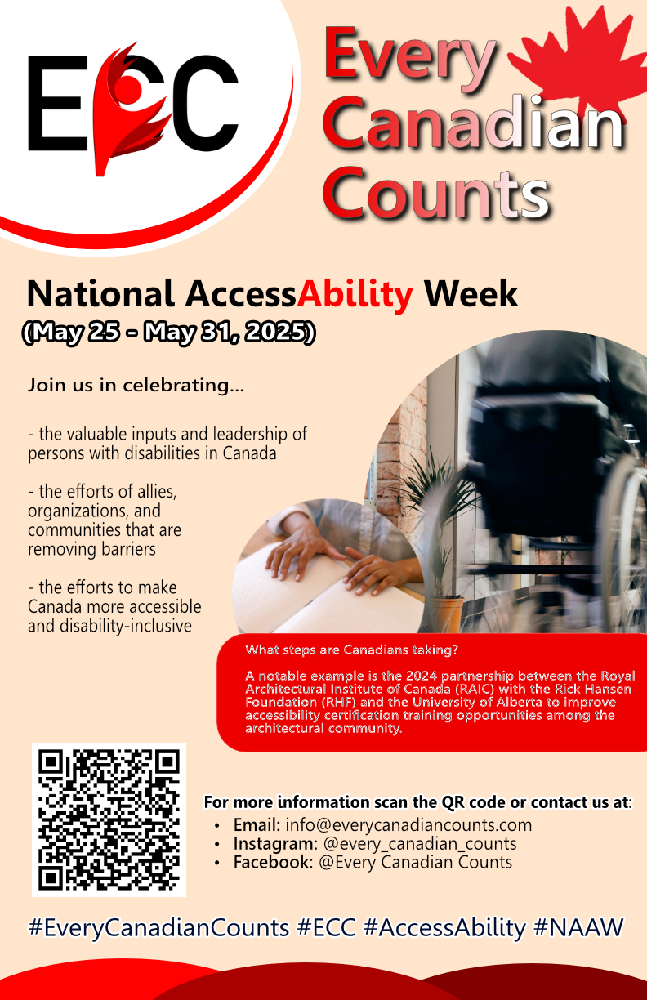 ECC
Every
Canadian
Counts
National AccessAbility Week
(May 25 - May 31, 2025)
Join us in celebrating...
- the valuable inputs and leadership of
persons with disabilities in Canada
- the efforts of allies,
organizations, and
communities that are
removing barriers
- the efforts to make
Canada more accessible
and disability-inclusive
What steps are Canadians taking?
A notable example is the 2024 partnership between the Royal
Architectural Institute of Canada (RAIC) with the Rick Hansen
Foundation (RHF) and the University of Alberta to improve
accessibility certification training opportunities among the
architectural community.
For more information scan the QR code or contact us at:
• Email: info@everycanadiancounts.com
• Instagram: @every_canadian_counts
• Facebook: @Every Canadian Counts
#EveryCanadianCounts #ECC #AccessAbility #NAAW